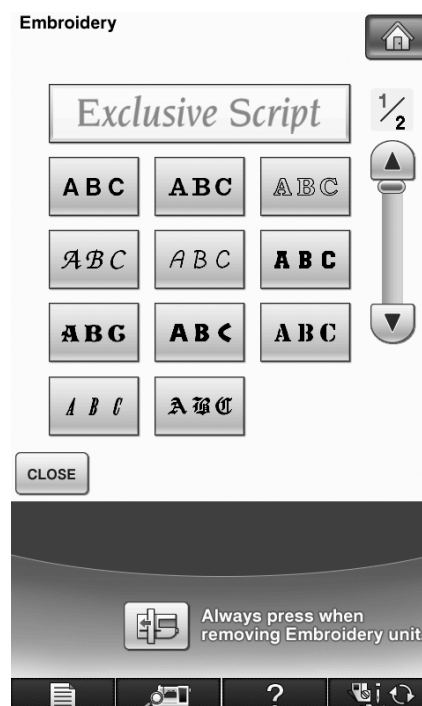 Embroidery
Exclusive Script
1/2
ABC ABC ABC
ABC ABC ABC
ABG ABC ABC
ABC ABC
CLOSE
Always press when
removing Embroidery unit
?